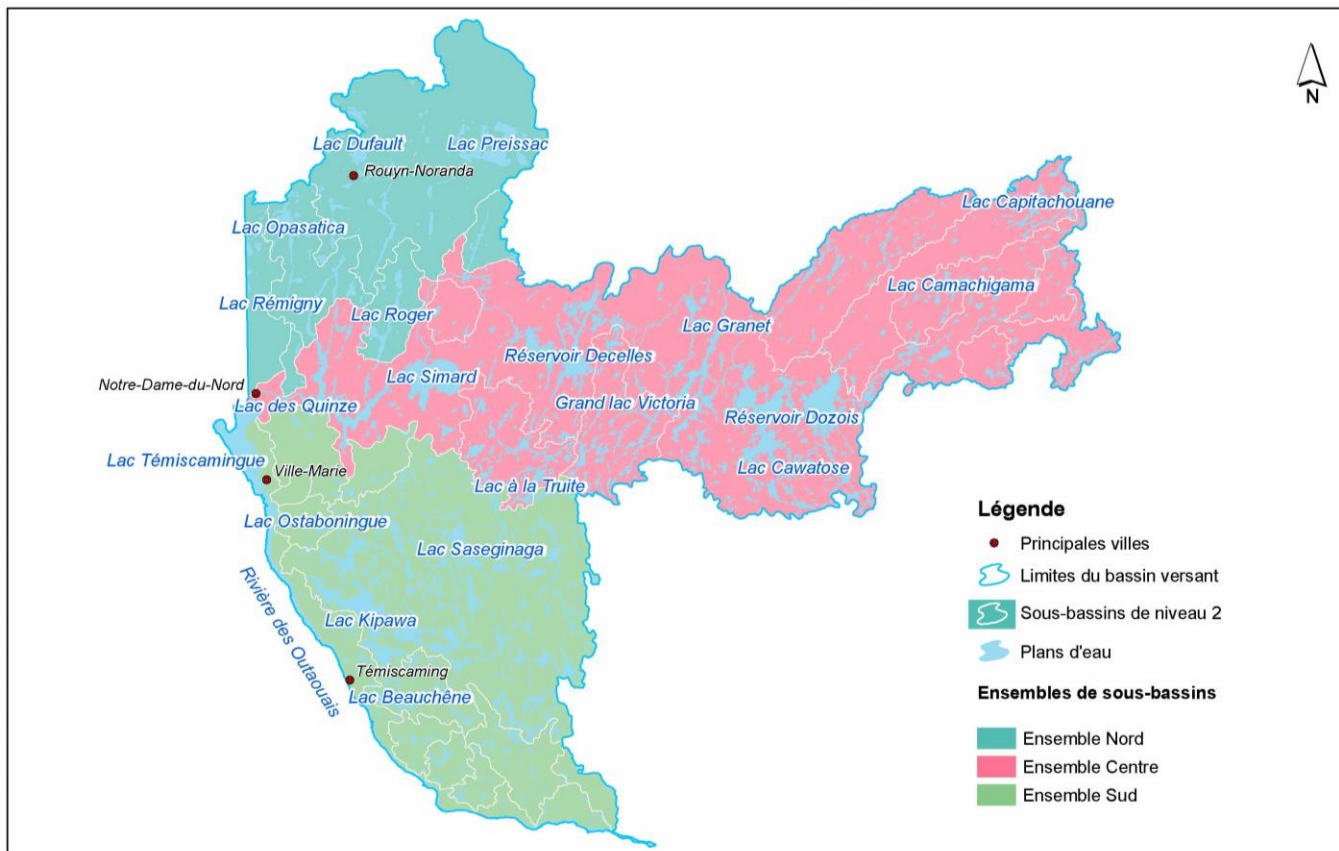 N
Lac Dufault
Lac Preissac
Rouyn-Noranda
Lac Capitachouane
Lac Opasatica
Lac Camachigama
Lac Rémigny
Lac Roger
Lac Granet
Réservoir Decelles
Lac Simard
Notre-Dame-du-Nord
Lac des Quinze
Grand lac Victoria
Réservoir Dozois
Lac Témiscamingue
Ville-Marie
Lac Cawatose
Lac à la Truite
Lac Ostaboningue
Lac Saseginaga
Rivière des Outaouais
Lac Kipawa
Témiscaming
Lac Beauchêne
Légende
Principales villes
Limites du bassin versant
Sous-bassins de niveau 2
Plans d'eau
Ensembles de sous-bassins
Ensemble Nord
Ensemble Centre
Ensemble Sud